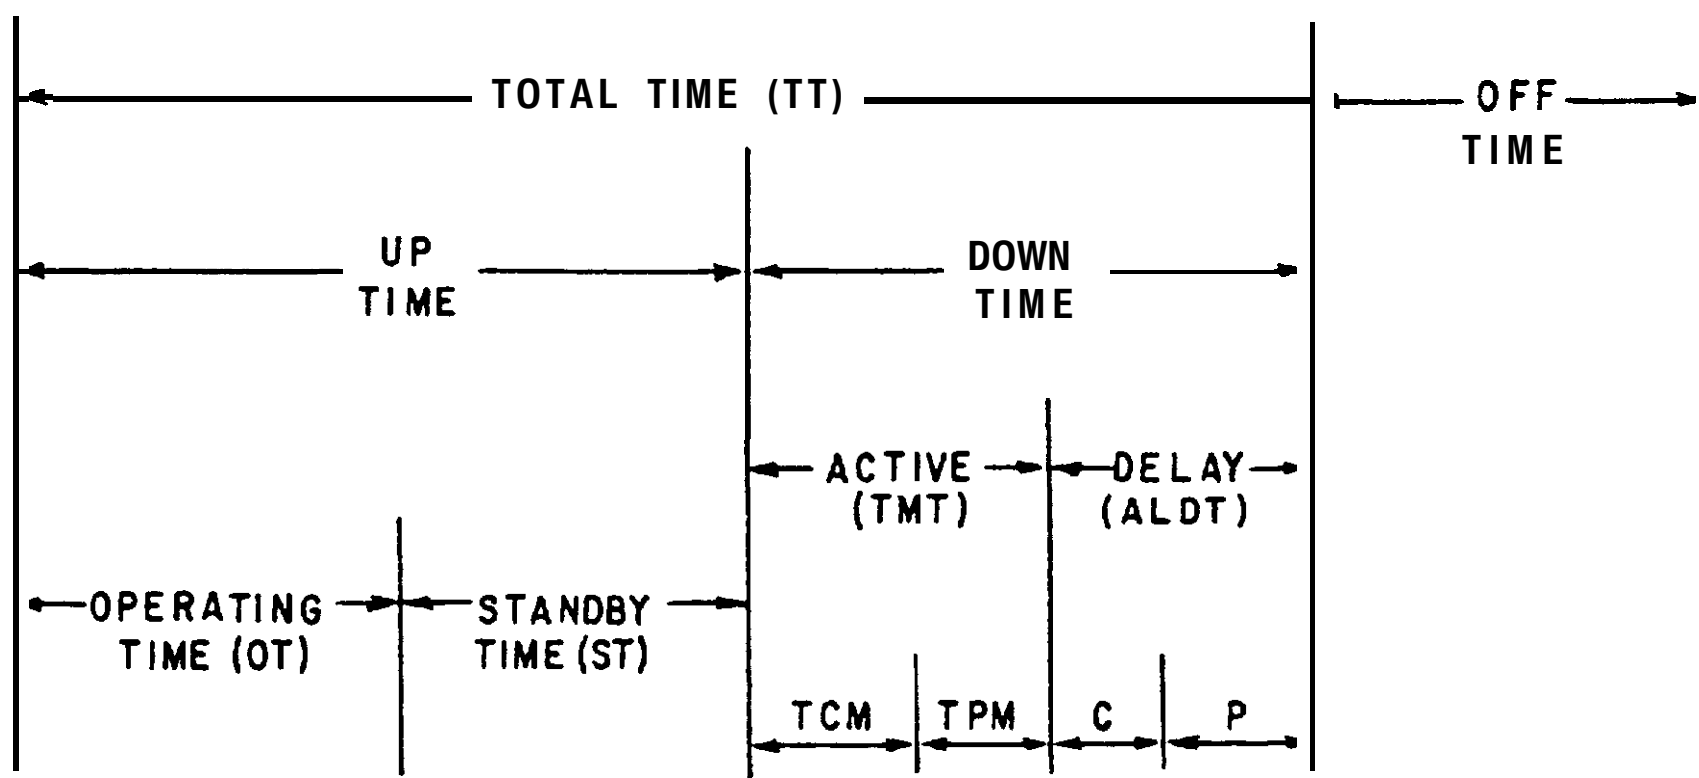 TOTAL TIME (TT)
OFF
TIME
UP
TIME
DOWN
TIME
ACTIVE
(TMT)
DELAY
(ALDT)
OPERATING
TIME (OT)
STANDBY
TIME (ST)
TCM
TPM
C
P